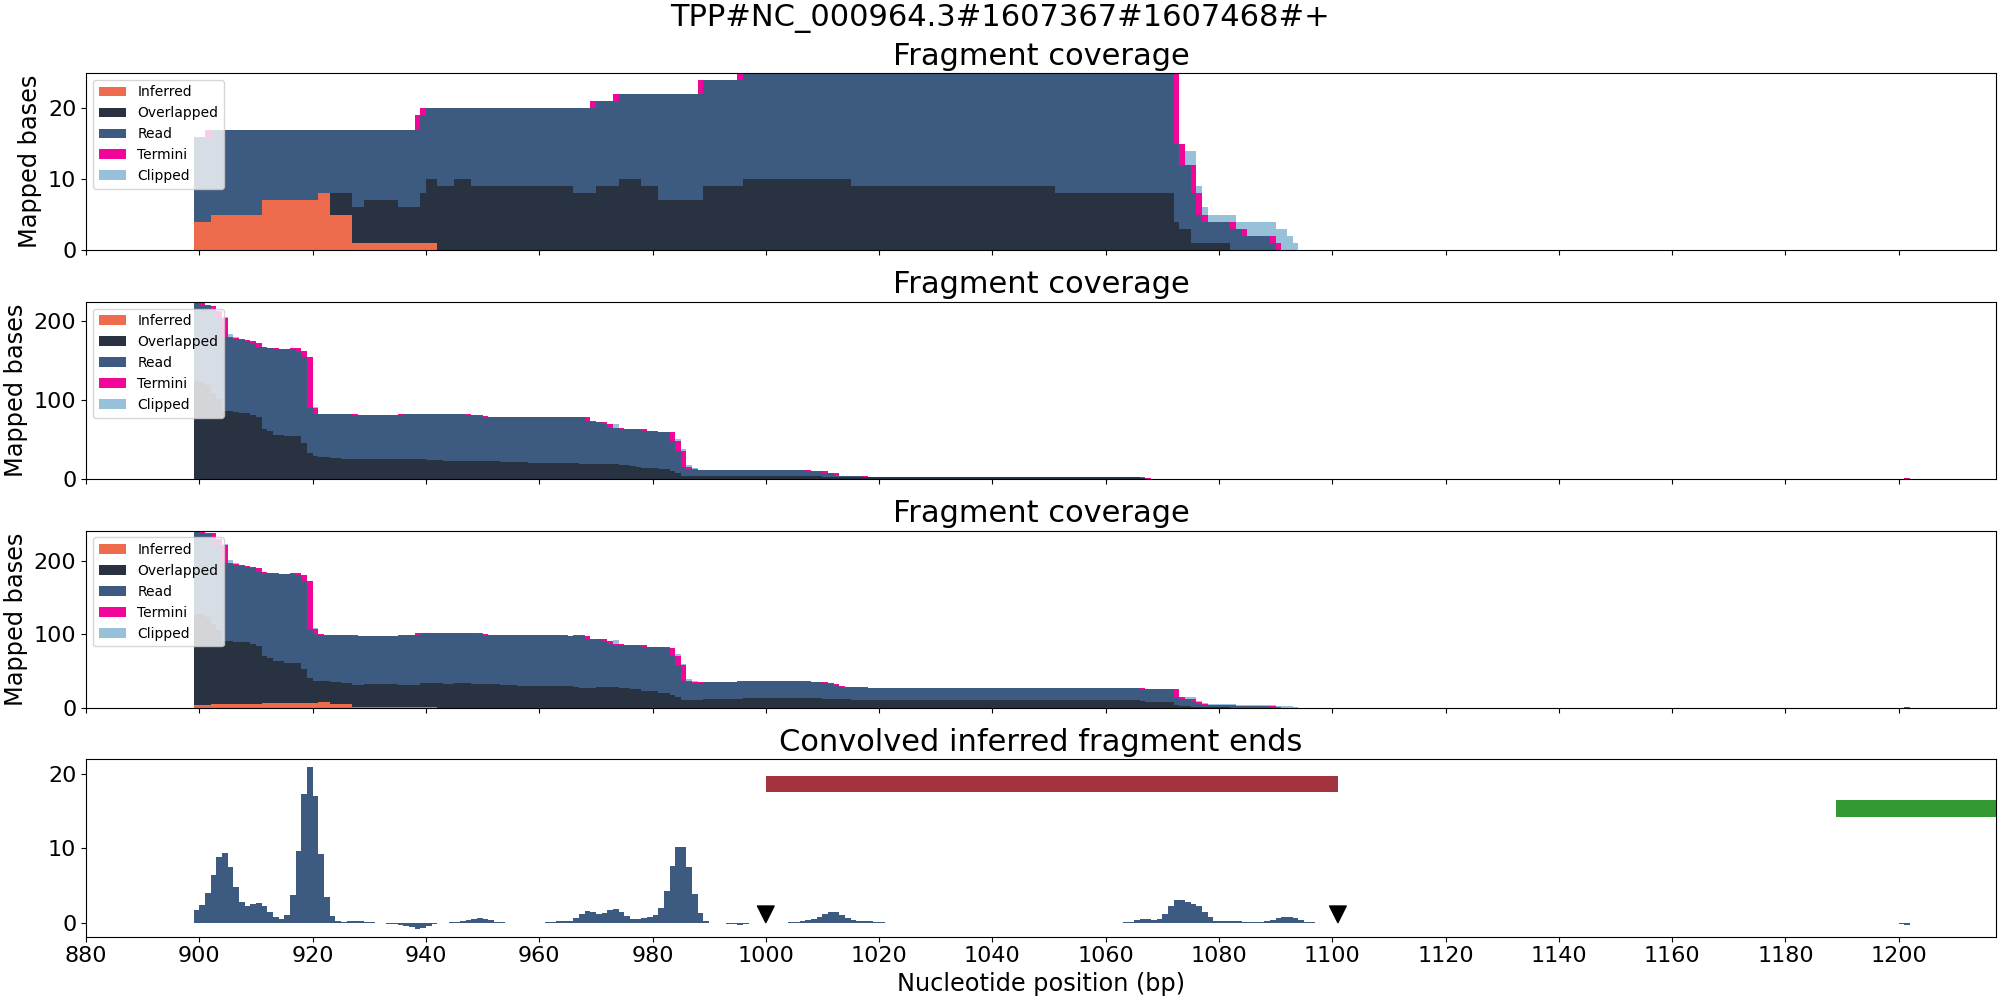 TPP#NC_000964.3#1607367#1607468#+
Fragment coverage
Mapped bases
20
10
0
Inferred
Overlapped
Read
Termini
Clipped
Fragment coverage
Mapped bases
200
100
0
Inferred
Overlapped
Read
Termini
Clipped
Fragment coverage
Mapped bases
200
100
0
Inferred
Overlapped
Read
Termini
Clipped
Convolved inferred fragment ends
20
10
0
880 900 920 940 960 980 1000 1020 1040 1060 1080 1100 1120 1140 1160 1180 1200
Nucleotide position (bp)